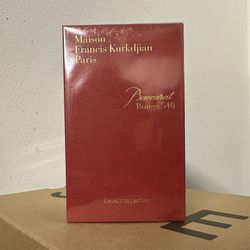 Maison
Francis Kurkdjian
Paris
Baccarat
Rouge 540
Extrait de parfum